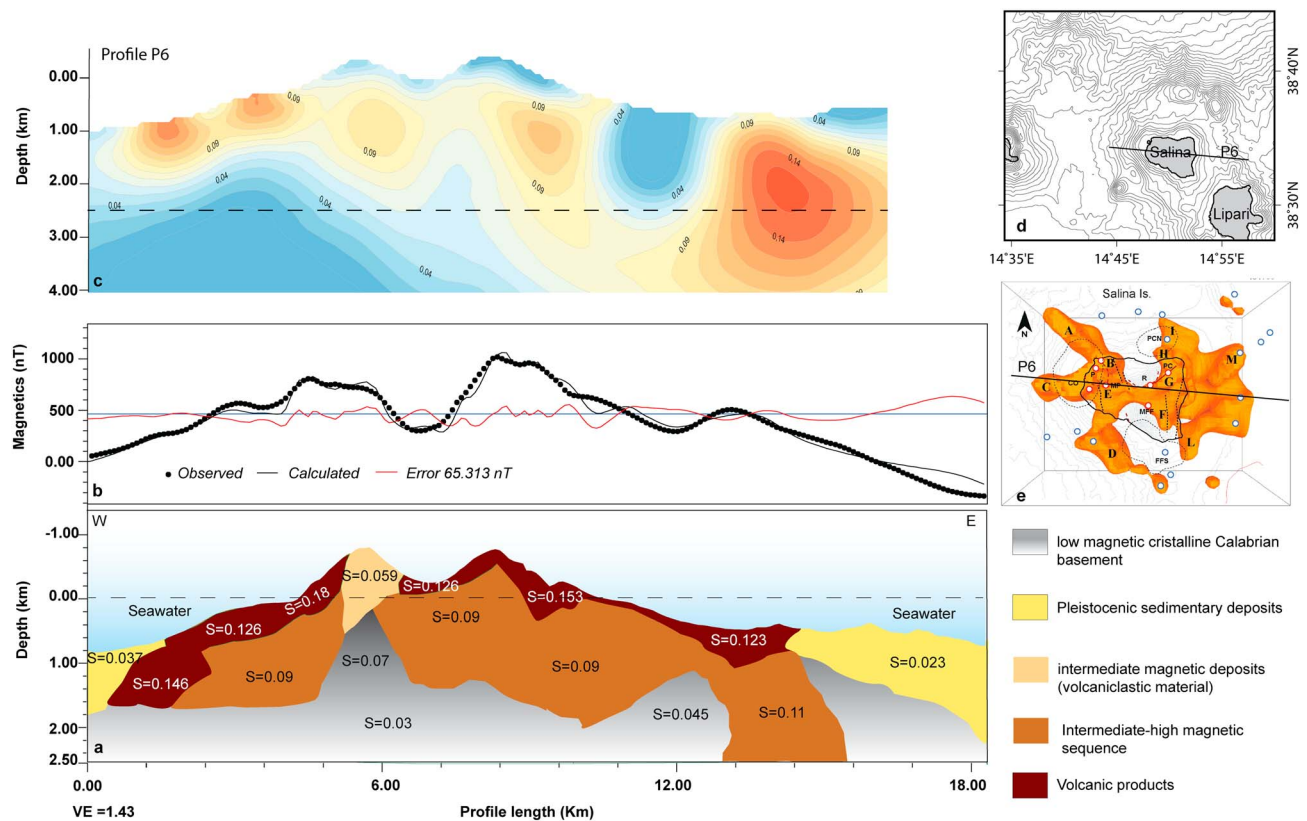 Profile P6
0.00
1.00
2.00
3.00
4.00
Depth (km)
0,09
0,09
0,04
0,04
0,04
0,09
0,09
0,09
0,04
0,04
0,04
0,09
0,09
0,14
0,14
0,09
0,09
c
38°40'N
38°30'N
Salina
P6
Lipari
d
14°35'E
14°45'E
14°55'E
1000
500
0.00
Magnetics (nT)
Observed
Calculated
Error 65.313 nT
b
Salina Is.
N
P6
A
B
C
D
E
F
G
H
I
L
M
PCN
PC
CO
P
MP
R
MFF
FFS
e
W
E
-1.00
0.00
1.00
2.00
2.50
Depth (km)
Seawater
Seawater
S=0.059
S=0.18
S=0.126
S=0.126
S=0.153
S=0.09
S=0.123
S=0.037
S=0.146
S=0.09
S=0.07
S=0.09
S=0.023
S=0.03
S=0.045
S=0.11
a
0.00
6.00
12.00
18.00
VE =1.43
Profile length (Km)
low magnetic cristalline Calabrian
basement
Pleistocenic sedimentary deposits
intermediate magnetic deposits
(volcaniclastic material)
Intermediate-high magnetic
sequence
Volcanic products